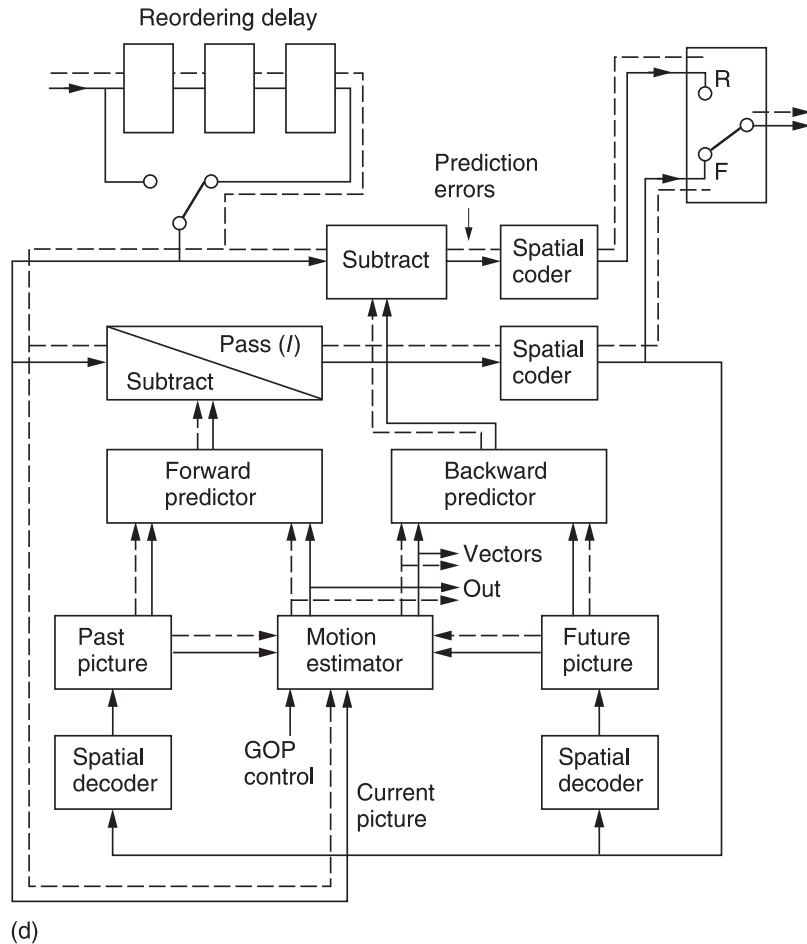 Reordering delay
R
F
Prediction
errors
Subtract
Spatial
coder
Pass (I)
Subtract
Spatial
coder
Forward
predictor
Backward
predictor
Vectors
Out
Past
picture
Motion
estimator
Future
picture
GOP
control
Spatial
decoder
Current
picture
Spatial
decoder
(d)